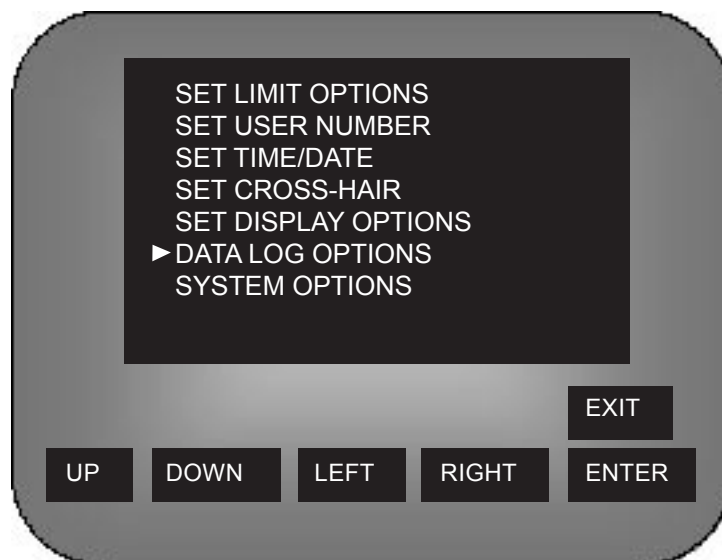 SET LIMIT OPTIONS
SET USER NUMBER
SET TIME/DATE
SET CROSS-HAIR
SET DISPLAY OPTIONS
►DATA LOG OPTIONS
SYSTEM OPTIONS
EXIT
UP DOWN LEFT RIGHT ENTER